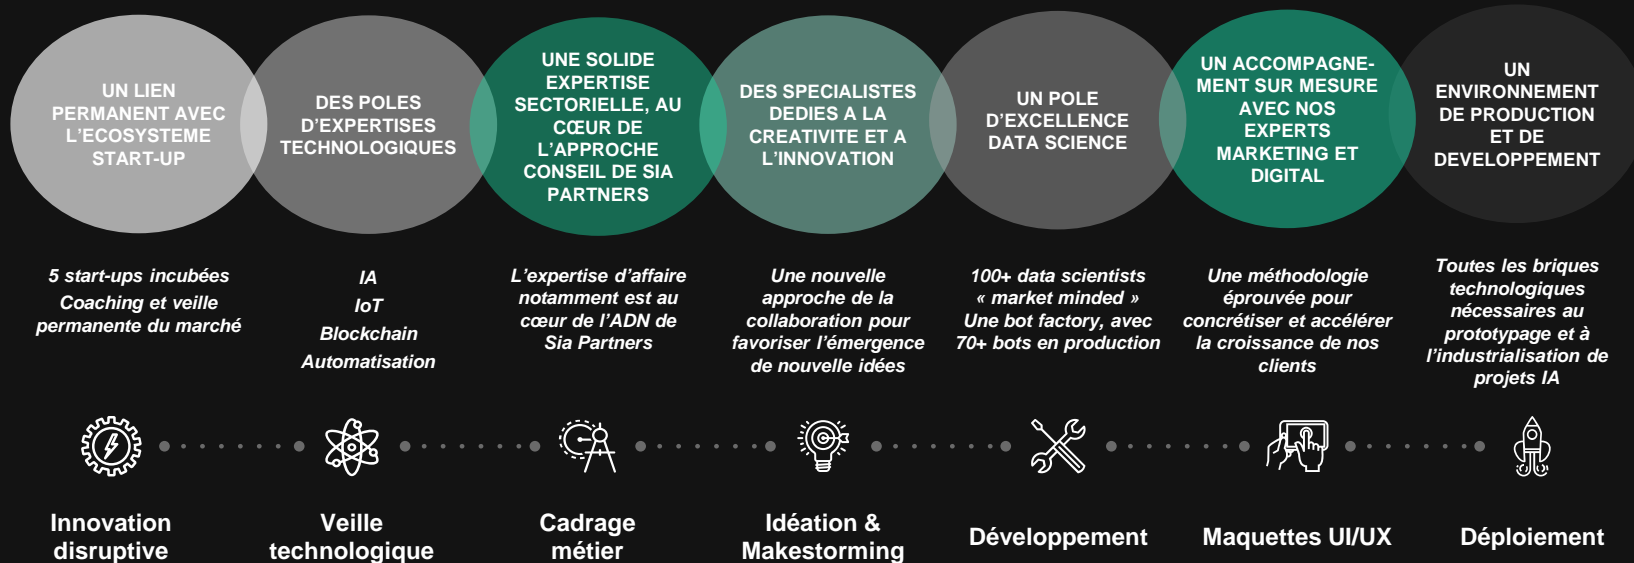 UN LIEN
PERMANENT AVEC
L'ECOSYSTEME
START-UP
DES POLES
D'EXPERTISES
TECHNOLOGIQUES
UNE SOLIDE
EXPERTISE
SECTORIELLE, AU
CŒUR DE
L'APPROCHE
CONSEIL DE SIA
PARTNERS
DES SPECIALISTES
DEDIES A LA
CREATIVITE ET A
L'INNOVATION
UN POLE
D'EXCELLENCE
DATA SCIENCE
UN ACCOMPAGNE-
MENT SUR MESURE
AVEC NOS
EXPERTS
MARKETING ET
DIGITAL
UN
ENVIRONNEMENT
DE PRODUCTION
ET DE
DEVELOPPEMENT
5 start-ups incubées
Coaching et veille
permanente du marché
IA
IoT
Blockchain
Automatisation
L'expertise d'affaire
notamment est au
cœur de l'ADN de
Sia Partners
Une nouvelle
approche de la
collaboration pour
favoriser l'émergence
de nouvelle idées
100+ data scientists
« market minded »
Une bot factory, avec
70+ bots en production
Une méthodologie
éprouvée pour
concrétiser et accélérer
la croissance de nos
clients
Toutes les briques
technologiques
nécessaires au
prototypage et à
l'industrialisation de
projets IA
Innovation
disruptive
Veille
technologique
Cadrage
métier
Idéation &
Makestorming
Développement
Maquettes UI/UX
Déploiement